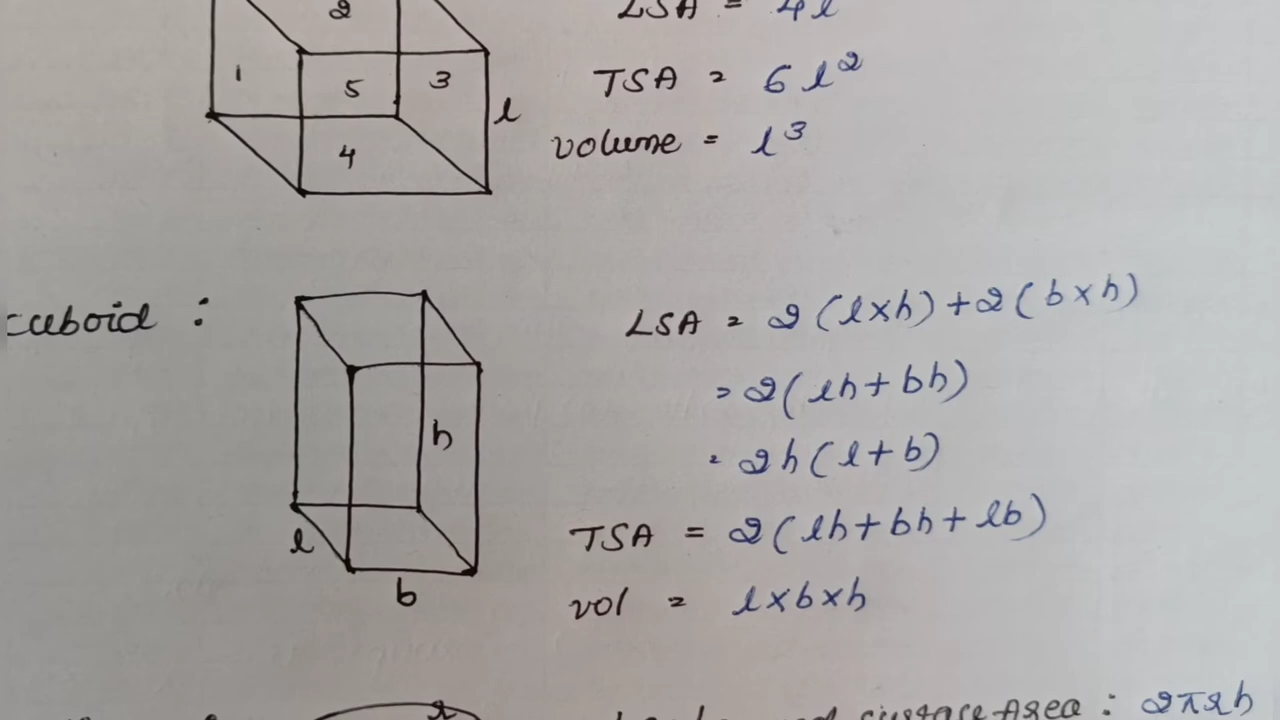 2
LSA = 4l
1 5 3
TSA = 6l²
l
volume = l³
4
cuboid :
LSA = 2(l×h)+2(b×h)
= 2(lh+bh)
h
= 2h(l+b)
l
TSA = 2(lh+bh+lb)
b
vol = l×b×h
surface Area : 2πrh